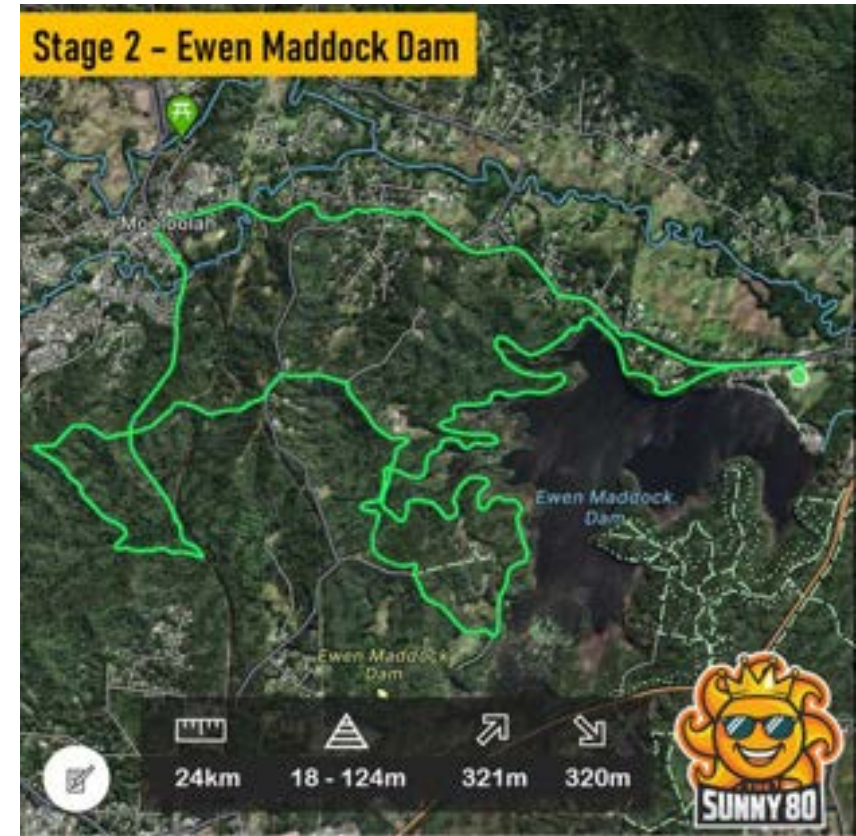 Stage 2 - Ewen Maddock Dam
Mooloolah
Ewen Maddock
Dam
Ewen Maddock
Dam
24km
18 - 124m
321m
320m
THE
SUNNY 80